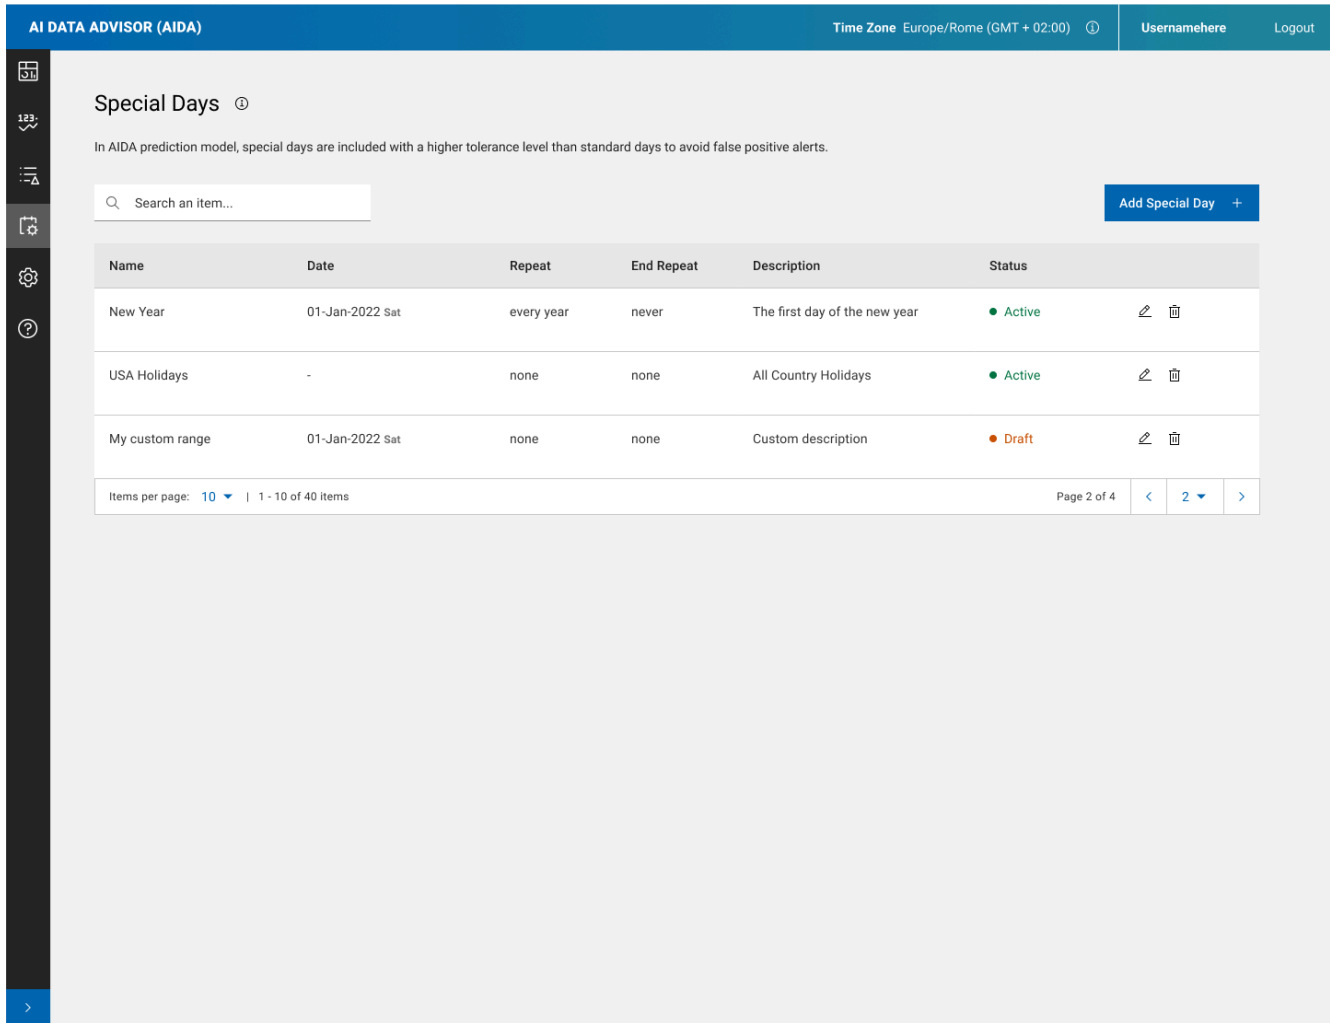 AI DATA ADVISOR (AIDA)
Time Zone Europe/Rome (GMT + 02:00)
Usernamehere
Logout
123-
Special Days
In AIDA prediction model, special days are included with a higher tolerance level than standard days to avoid false positive alerts.
Search an item...
Add Special Day +
Name Date Repeat End Repeat Description Status
New Year 01-Jan-2022 Sat every year never The first day of the new year Active
USA Holidays - none none All Country Holidays Active
My custom range 01-Jan-2022 Sat none none Custom description Draft
Items per page: 10 | 1 - 10 of 40 items Page 2 of 4 < 2 >